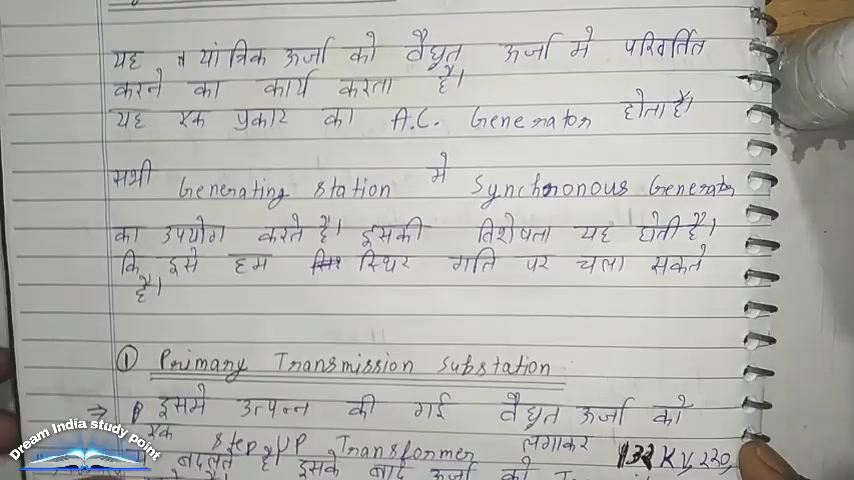 यह यांत्रिक ऊर्जा को वैधुत ऊर्जा मे परिवर्तित
करने का कार्य करता है।
यह एक प्रकार का A.C. Generator होता है।
सभी Generating station मे Synchronous Generator
का उपयोग करते है। इसकी विशेषता यह होती है।
कि इसे हम स्थिर गति पर चला सकते
है।
① Primary Transmission Substation
⇒ इसमे उत्पन्न की गई वैधुत ऊर्जा को
एक Step up Transformer लगाकर 132 KV, 220,
बदलते है। इसके बाद ऊर्जा को
Dream India study point